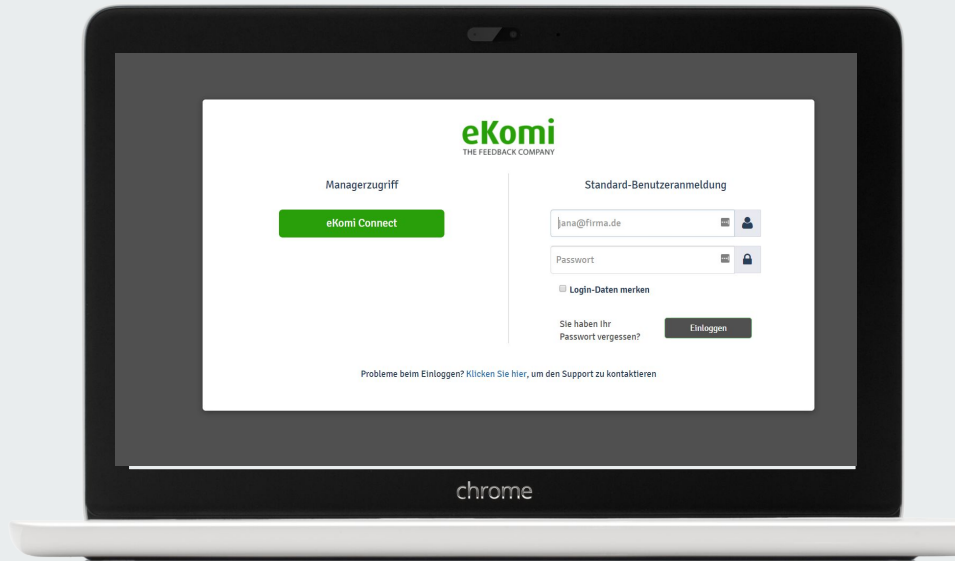 eKomi
THE FEEDBACK COMPANY
Managerzugriff
eKomi Connect
Standard-Benutzeranmeldung
jana@firma.de
Passwort
Login-Daten merken
Sie haben Ihr
Passwort vergessen?
Einloggen
Probleme beim Einloggen? Klicken Sie hier, um den Support zu kontaktieren
chrome